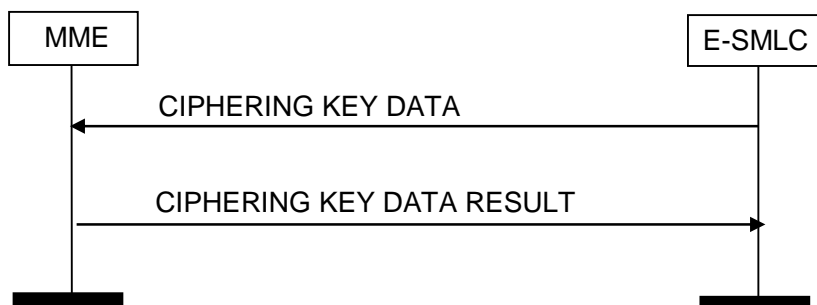 MME
E-SMLC
CIPHERING KEY DATA
CIPHERING KEY DATA RESULT